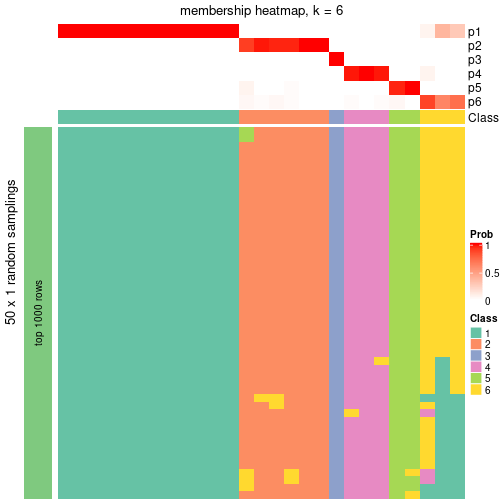 membership heatmap, k = 6
p1
p2
p3
p4
p5
p6
Class
50 x 1 random samplings
top 1000 rows
Prob
1
0.5
0
Class
1
2
3
4
5
6